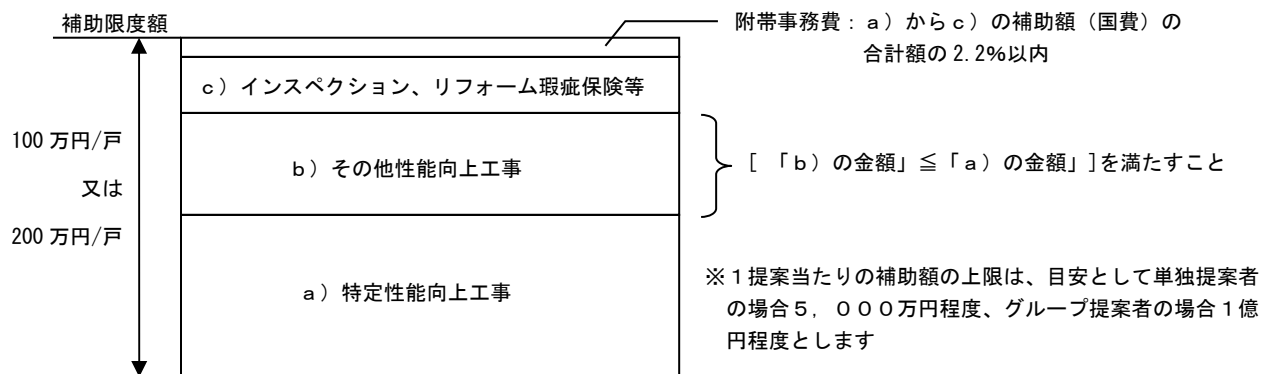 補助限度額
附帯事務費：a）からc）の補助額（国費）の
合計額の2.2%以内
c）インスペクション、リフォーム瑕疵保険等
100万円/戸
又は
200万円/戸
b）その他性能向上工事
[ 「b）の金額」≦「a）の金額」]を満たすこと
a）特定性能向上工事
※１提案当たりの補助額の上限は、目安として単独提案者
の場合５，０００万円程度、グループ提案者の場合１億
円程度とします